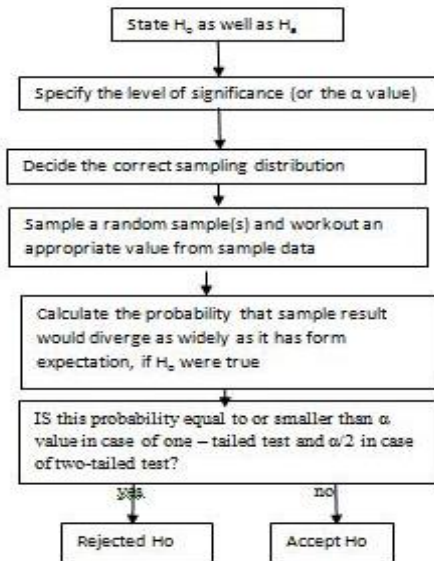 State H₀ as well as Hₐ
Specify the level of significance (or the α value)
Decide the correct sampling distribution
Sample a random sample(s) and workout an
appropriate value from sample data
Calculate the probability that sample result
would diverge as widely as it has form
expectation, if H₀ were true
IS this probability equal to or smaller than α
value in case of one – tailed test and α/2 in case
of two-tailed test?
yes.
no
Rejected Ho
Accept Ho